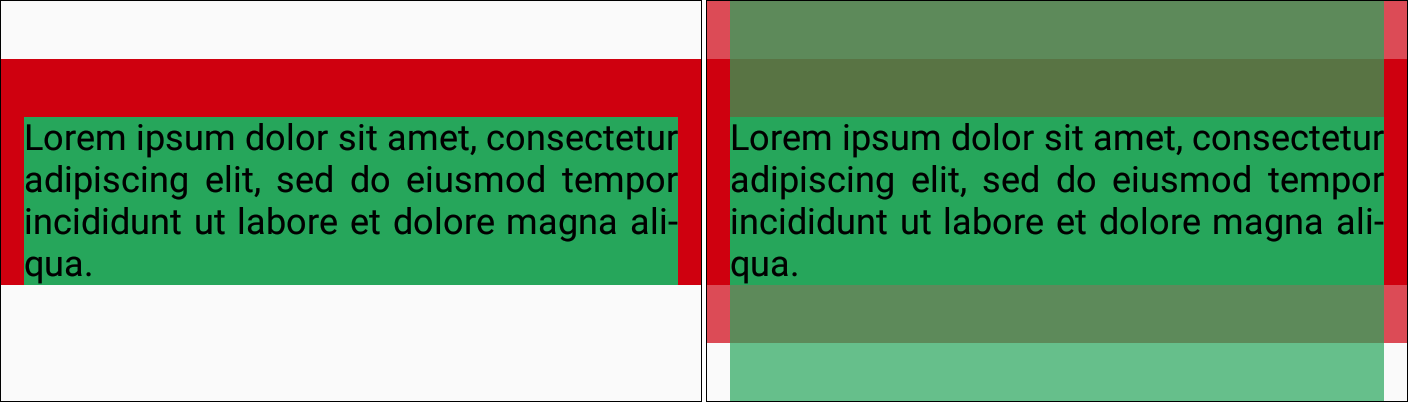 Lorem ipsum dolor sit amet, consectetur
adipiscing elit, sed do eiusmod tempor
incididunt ut labore et dolore magna ali-
qua.
Lorem ipsum dolor sit amet, consectetur
adipiscing elit, sed do eiusmod tempor
incididunt ut labore et dolore magna ali-
qua.